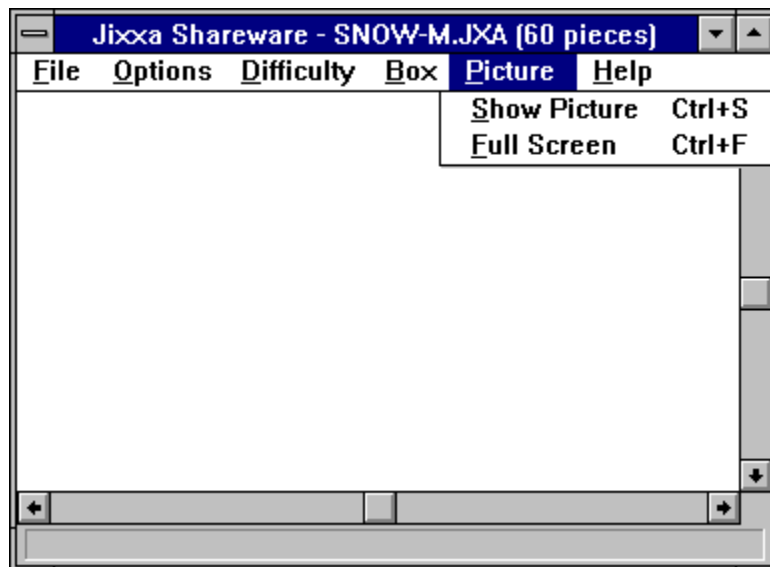 Jixxa Shareware - SNOW-M.JXA (60 pieces)
File Options Difficulty Box Picture Help
Show Picture Ctrl+S
Full Screen Ctrl+F